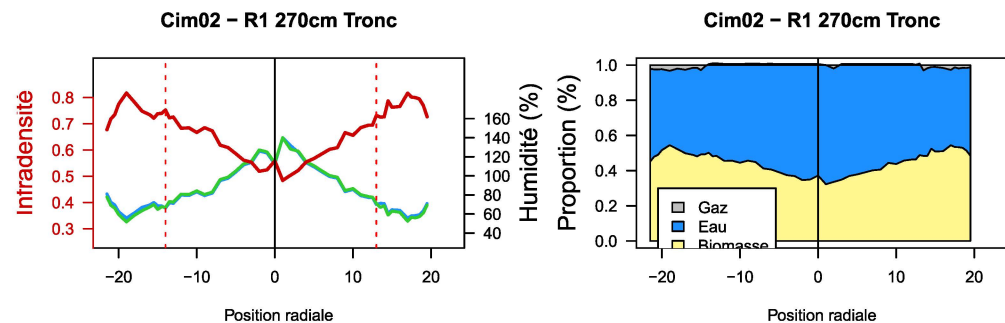 Cim02 − R1 270cm Tronc
Infradensité
0.8
0.7
0.6
0.5
0.4
0.3
160
140
120
100
80
60
40
Humidité (%)
−20
−10
0
10
20
Position radiale
Cim02 − R1 270cm Tronc
Proportion (%)
1.0
0.8
0.6
0.4
0.2
0.0
Gaz
Eau
Biomasse
−20
−10
0
10
20
Position radiale